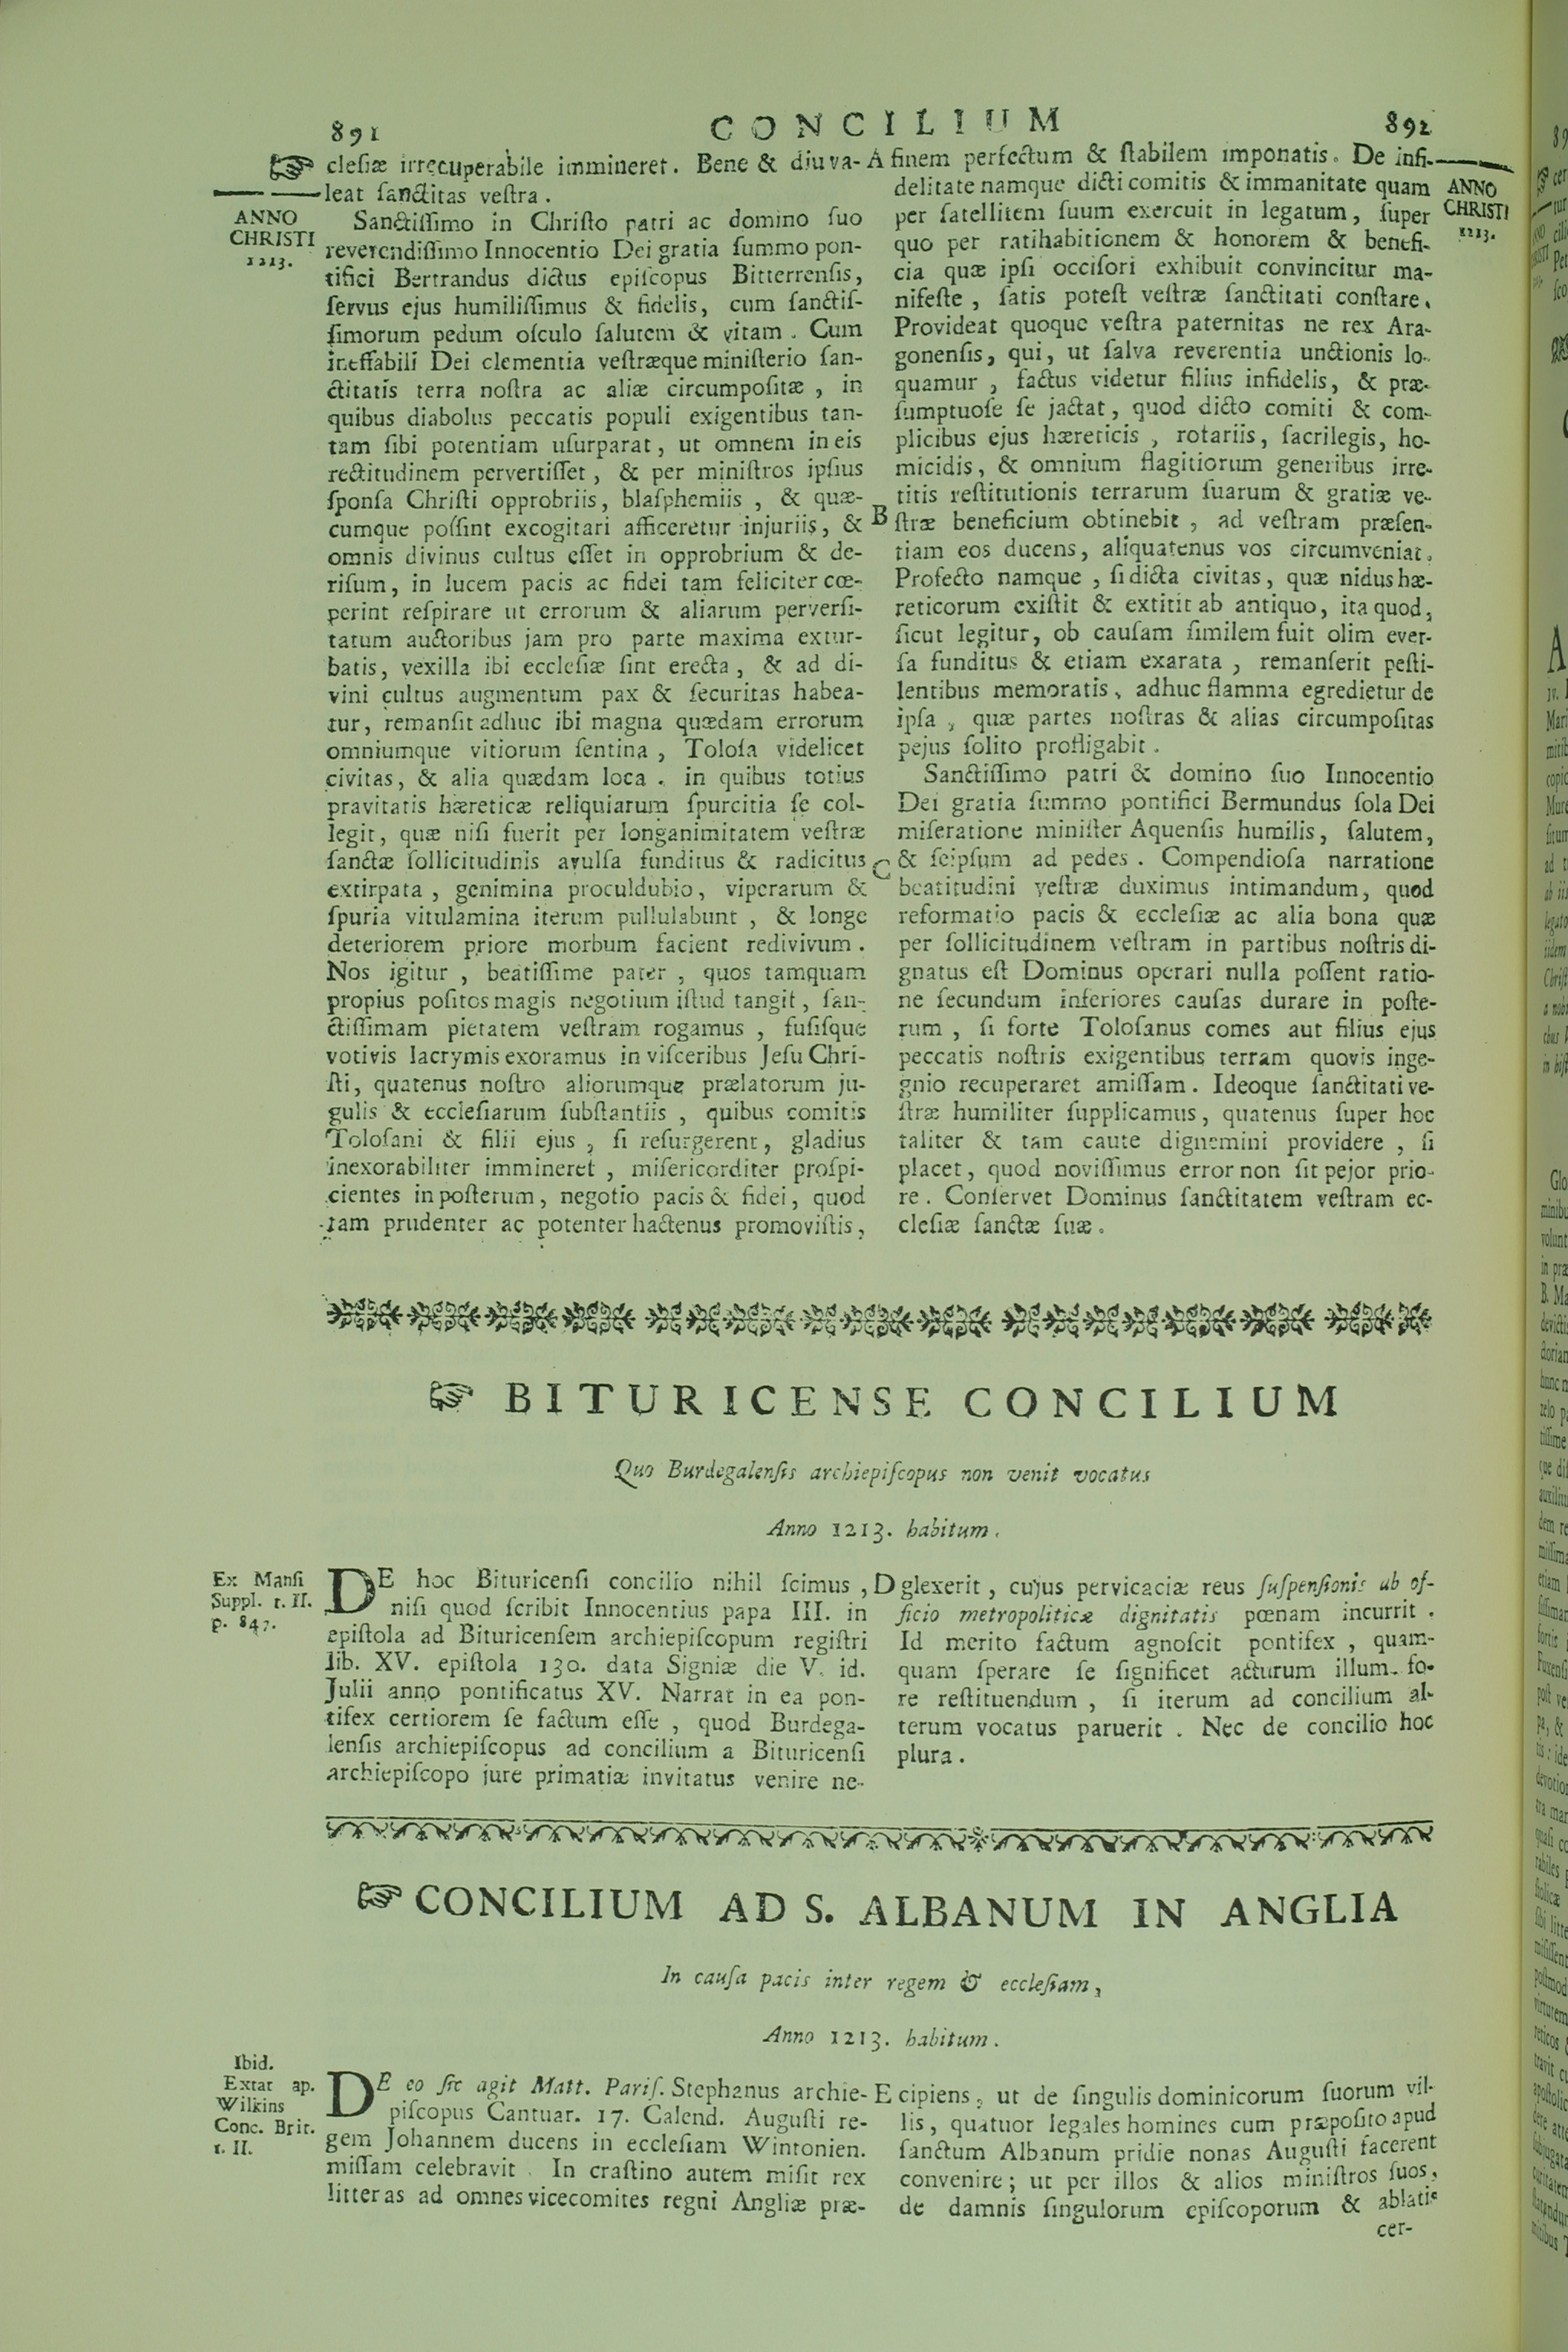 891
CONCILIUM
892
clesiæ irrecuperabile immineret. Bene & diu va-
leat sanctitas vestra.
ANNO
CHRISTI
1213.
Sanctissimo in Christo patri ac domino suo
reverendissimo Innocentio Dei gratia summo pon-
tifici Bertrandus dictus episcopus Bitterrensis,
servus ejus humilissimus & fidelis, cum sanctis-
simorum pedum osculo salutem & vitam. Cum
ineffabili Dei clementia vestræque ministerio san-
ctitatis terra nostra ac aliæ circumpositæ, in
quibus diabolus peccatis populi exigentibus tan-
tam sibi potentiam usurparat, ut omnem in eis
rectitudinem pervertisset, & per ministros ipsius
sponsa Christi opprobriis, blasphemiis, & quæ-
cumque possint excogitari afficeretur injuriis, &
omnis divinus cultus esset in opprobrium & de-
risum, in lucem pacis ac fidei tam feliciter cœ-
perint respirare ut errorum & aliarum perversi-
tatum auctoribus jam pro parte maxima extur-
batis, vexilla ibi ecclesiæ sint erecta, & ad di-
vini cultus augmentum pax & securitas habea-
tur, remansit adhuc ibi magna quædam errorum
omniumque vitiorum sentina, Tolosa videlicet
civitas, & alia quædam loca. in quibus totius
pravitatis hæreticæ reliquiarum spurcitia se col-
legit, quæ nisi fuerit per longanimitatem vestræ
sanctæ sollicitudinis avulsa funditus & radicitus
extirpata, genimina proculdubio, viperarum &
spuria vitulamina iterum pullulabunt, & longe
deteriorem priore morbum facient redivivum.
Nos igitur, beatissime pater, quos tamquam
propius positos magis negotium istud tangit, san-
ctissimam pietatem vestram rogamus, fusisque
votivis lacrymis exoramus in visceribus Jesu Chri-
sti, quatenus nostro aliorumque prælatorum ju-
gulis & ecclesiarum substantiis, quibus comitis
Tolosani & filii ejus, si resurgerent, gladius
inexorabiliter immineret, misericorditer prospi-
cientes in posterum, negotio pacis & fidei, quod
tam prudenter ac potenter hactenus promovistis,
A finem perfectum & stabilem imponatis. De infi-
delitate namque dicti comitis & immanitate quam
per satellitem suum exercuit in legatum, super
quo per ratihabitionem & honorem & benefi-
cia quæ ipsi occisori exhibuit convincitur ma-
nifeste, satis potest vestræ sanctitati constare.
Provideat quoque vestra paternitas ne rex Ara-
gonensis, qui, ut salva reverentia unctionis lo-
quamur, factus videtur filius infidelis, & præ-
sumptuose se jactat, quod dicto comiti & com-
plicibus ejus hæreticis, rotariis, sacrilegis, ho-
micidis, & omnium flagitiorum generibus irre-
titis restitutionis terrarum suarum & gratiæ ve-
B stræ beneficium obtinebit, ad vestram præsen-
tiam eos ducens, aliquatenus vos circumveniat.
Profecto namque, si dicta civitas, quæ nidus hæ-
reticorum existit & extitit ab antiquo, ita quod,
sicut legitur, ob causam similem fuit olim ever-
sa funditus & etiam exarata, remanserit pesti-
lentibus memoratis, adhuc flamma egredietur de
ipsa, quæ partes nostras & alias circumpositas
pejus solito profligabit.
Sanctissimo patri & domino suo Innocentio
Dei gratia summo pontifici Bermundus sola Dei
miseratione minister Aquensis humilis, salutem,
C & seipsum ad pedes. Compendiosa narratione
beatitudini vestræ duximus intimandum, quod
reformatio pacis & ecclesiæ ac alia bona quæ
per sollicitudinem vestram in partibus nostris di-
gnatus est Dominus operari nulla possent ratio-
ne secundum inferiores causas durare in poste-
rum, si forte Tolosanus comes aut filius ejus
peccatis nostris exigentibus terram quovis inge-
gnio recuperaret amissam. Ideoque sanctitati ve-
stræ humiliter supplicamus, quatenus super hoc
taliter & tam caute dignemini providere, si
placet, quod novissimus error non sit pejor prio-
re. Conservet Dominus sanctitatem vestram ec-
clesiæ sanctæ suæ.
ANNO
CHRISTI
1213.
BITURICENSE CONCILIUM
Quo Burdegalensis archiepiscopus non venit vocatus
Anno 1213. habitum.
Ex Mansi
Suppl. t. II.
p. 847.
DE hoc Bituricensi concilio nihil scimus,
nisi quod scribit Innocentius papa III. in
epistola ad Bituricensem archiepiscopum registri
lib. XV. epistola 130. data Signiæ die V. id.
Julii anno pontificatus XV. Narrat in ea pon-
tifex certiorem se factum esse, quod Burdega-
lensis archiepiscopus ad concilium a Bituricensi
archiepiscopo jure primatiæ invitatus venire ne-
D glexerit, cujus pervicaciæ reus suspensionis ab of-
ficio metropoliticæ dignitatis pœnam incurrit.
Id merito factum agnoscit pontifex, quam-
quam sperare se significet acturum illum. fo-
re restituendum, si iterum ad concilium al-
terum vocatus paruerit. Nec de concilio hoc
plura.
CONCILIUM AD S. ALBANUM IN ANGLIA
In causa pacis inter regem & ecclesiam,
Anno 1213. habitum.
Ibid.
Extat ap.
Wilkins
Conc. Brit.
t. II.
DE eo sic agit Matt. Paris. Stephanus archie-
piscopus Cantuar. 17. Calend. Augusti re-
gem Johannem ducens in ecclesiam Wintonien.
missam celebravit. In crastino autem misit rex
litteras ad omnes vicecomites regni Angliæ præ-
E cipiens, ut de singulis dominicorum suorum vil-
lis, quatuor legales homines cum præposito apud
sanctum Albanum pridie nonas Augusti facerent
convenire; ut per illos & alios ministros suos,
de damnis singulorum episcoporum & ablatis
cer-